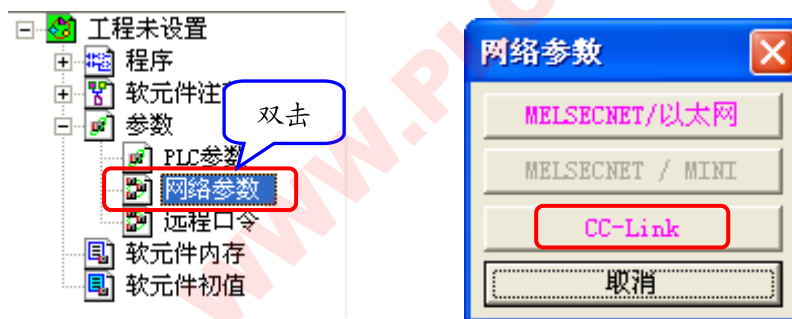 工程未设置
程序
软元件注
双击
参数
PLC参数
网络参数
远程口令
软元件内存
软元件初值
网络参数
MELSECNET/以太网
MELSECNET / MINI
CC-Link
取消
WWW.PLC